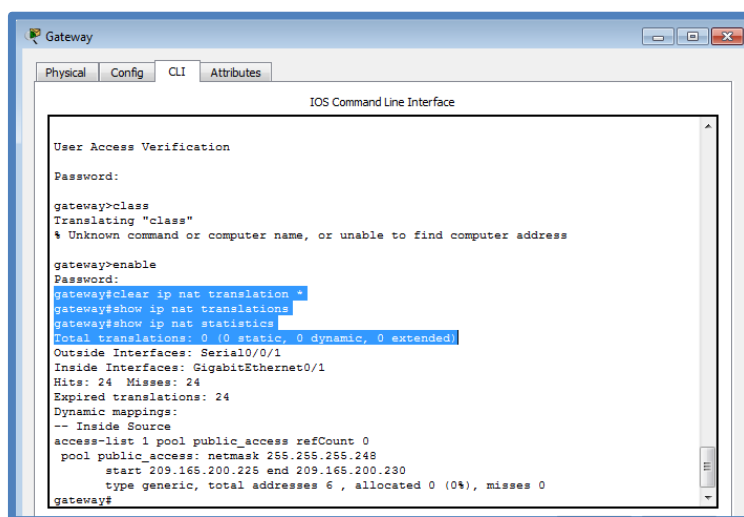 Gateway
Physical Config CLI Attributes
IOS Command Line Interface
User Access Verification
Password:
gateway>class
Translating "class"
% Unknown command or computer name, or unable to find computer address
gateway>enable
Password:
gateway#clear ip nat translation *
gateway#show ip nat translations
gateway#show ip nat statistics
Total translations: 0 (0 static, 0 dynamic, 0 extended)
Outside Interfaces: Serial0/0/1
Inside Interfaces: GigabitEthernet0/1
Hits: 24  Misses: 24
Expired translations: 24
Dynamic mappings:
-- Inside Source
access-list 1 pool public_access refCount 0
 pool public_access: netmask 255.255.255.248
       start 209.165.200.225 end 209.165.200.230
       type generic, total addresses 6 , allocated 0 (0%), misses 0
gateway#